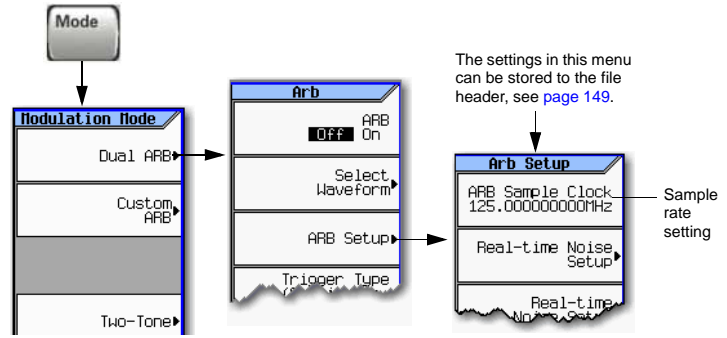 Mode
The settings in this menu
can be stored to the file
header, see page 149.
Modulation Mode
Dual ARB
Custom
ARB
Two-Tone
Arb
ARB
Off On
Select
Waveform
ARB Setup
Trigger Type
Arb Setup
ARB Sample Clock
125.000000000MHz
Real-time Noise
Setup
Real-time
Sample
rate
setting